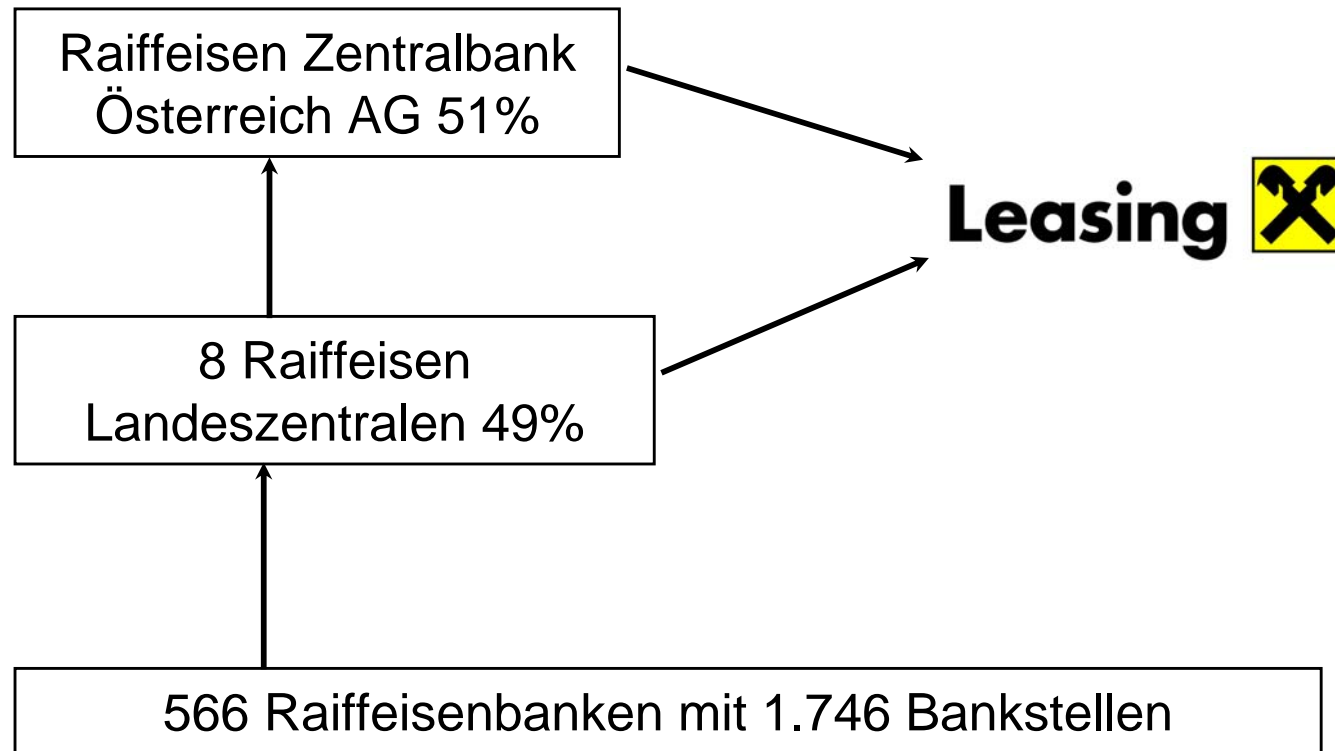 Raiffeisen Zentralbank
Österreich AG 51%
Leasing
8 Raiffeisen
Landeszentralen 49%
566 Raiffeisenbanken mit 1.746 Bankstellen